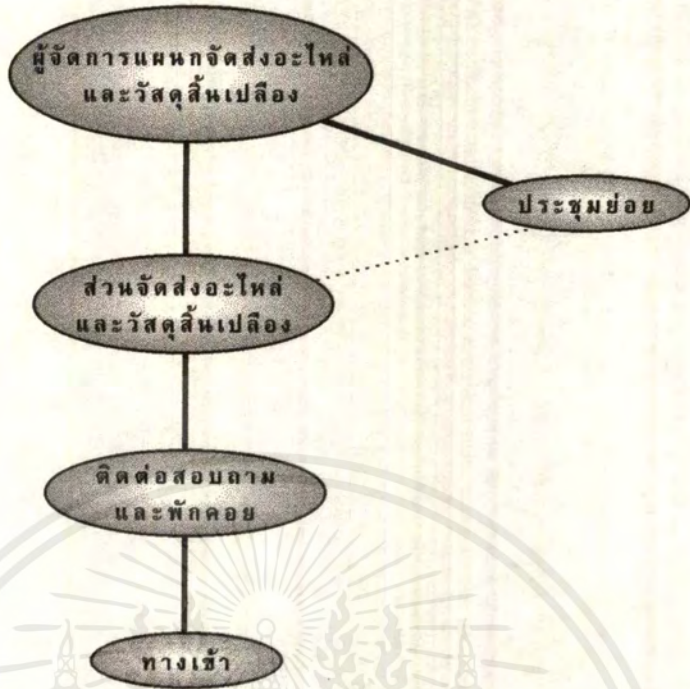 ผู้จัดการแผนกจัดส่งอะไหล่
และวัสดุสิ้นเปลือง
ประชุมย่อย
ส่วนจัดส่งอะไหล่
และวัสดุสิ้นเปลือง
ติดต่อสอบถาม
และพักคอย
ทางเข้า